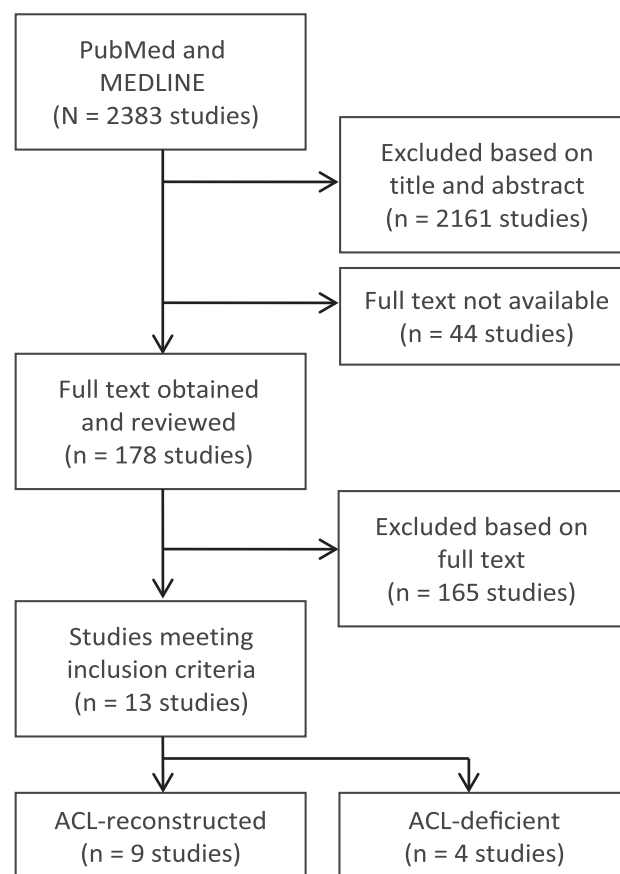 PubMed and
MEDLINE
(N = 2383 studies)
Excluded based on
title and abstract
(n = 2161 studies)
Full text not available
(n = 44 studies)
Full text obtained
and reviewed
(n = 178 studies)
Excluded based on
full text
(n = 165 studies)
Studies meeting
inclusion criteria
(n = 13 studies)
ACL-reconstructed
(n = 9 studies)
ACL-deficient
(n = 4 studies)